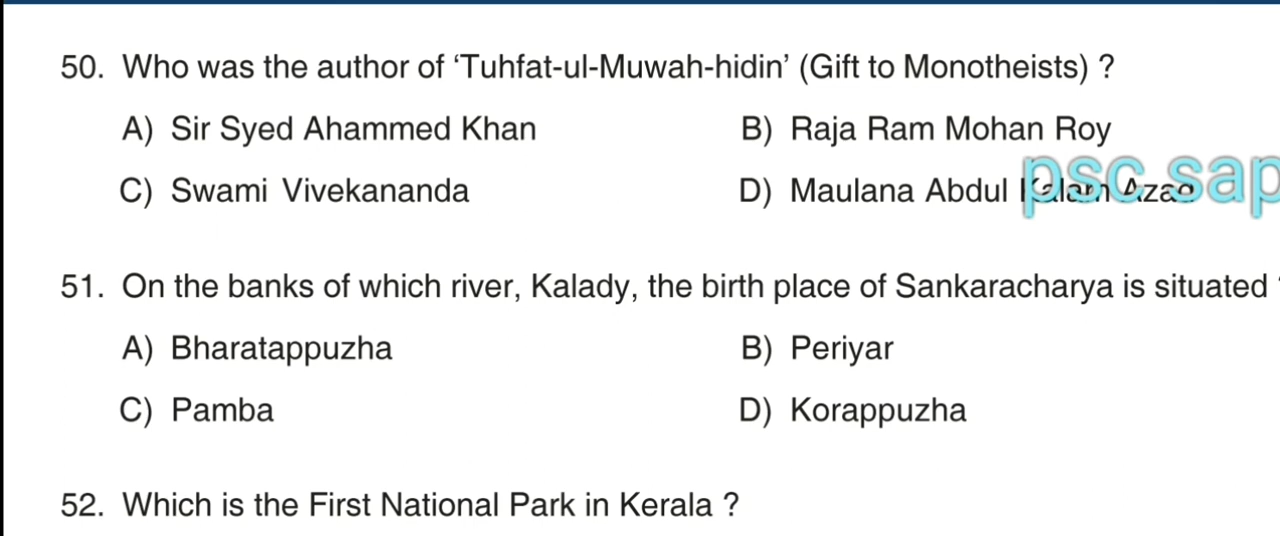 50. Who was the author of ‘Tuhfat-ul-Muwah-hidin’ (Gift to Monotheists) ?
A) Sir Syed Ahammed Khan B) Raja Ram Mohan Roy
C) Swami Vivekananda D) Maulana Abdul Kalam Azad
psc sap
51. On the banks of which river, Kalady, the birth place of Sankaracharya is situated
A) Bharatappuzha B) Periyar
C) Pamba D) Korappuzha
52. Which is the First National Park in Kerala ?